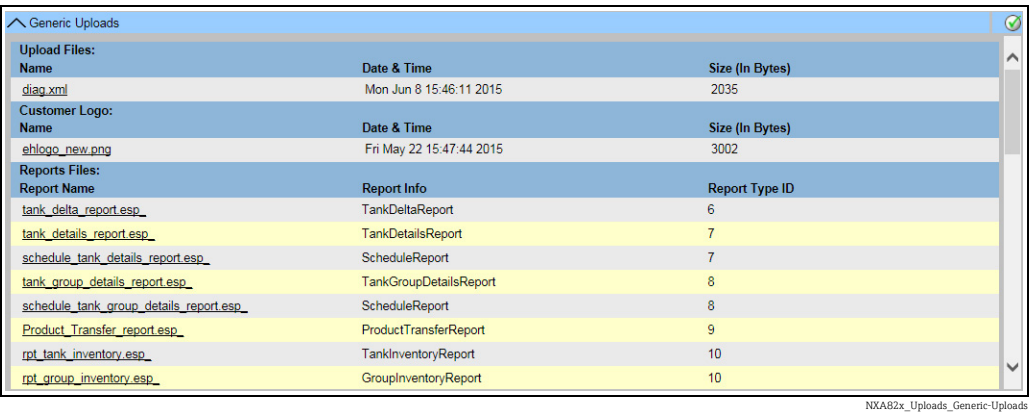 Generic Uploads
Upload Files:
Name Date & Time Size (In Bytes)
diag.xml Mon Jun 8 15:46:11 2015 2035
Customer Logo:
Name Date & Time Size (In Bytes)
ehlogo_new.png Fri May 22 15:47:44 2015 3002
Reports Files:
Report Name Report Info Report Type ID
tank_delta_report.esp_ TankDeltaReport 6
tank_details_report.esp_ TankDetailsReport 7
schedule_tank_details_report.esp_ ScheduleReport 7
tank_group_details_report.esp_ TankGroupDetailsReport 8
schedule_tank_group_details_report.esp_ ScheduleReport 8
Product_Transfer_report.esp_ ProductTransferReport 9
rpt_tank_inventory.esp_ TankInventoryReport 10
rpt_group_inventory.esp_ GroupInventoryReport 10
NXA82x_Uploads_Generic-Uploads